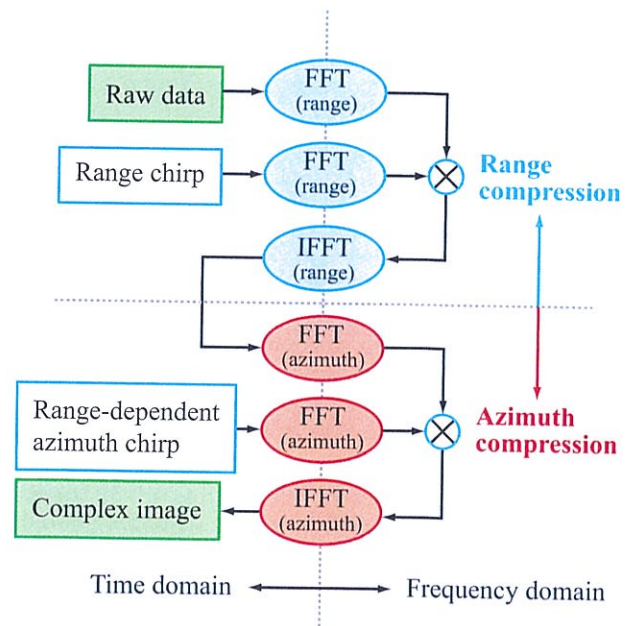 FFT
(range)
Raw data
FFT
(range)
Range chirp
Range
compression
IFFT
(range)
FFT
(azimuth)
Range-dependent
azimuth chirp
FFT
(azimuth)
Azimuth
compression
IFFT
(azimuth)
Complex image
Time domain
Frequency domain